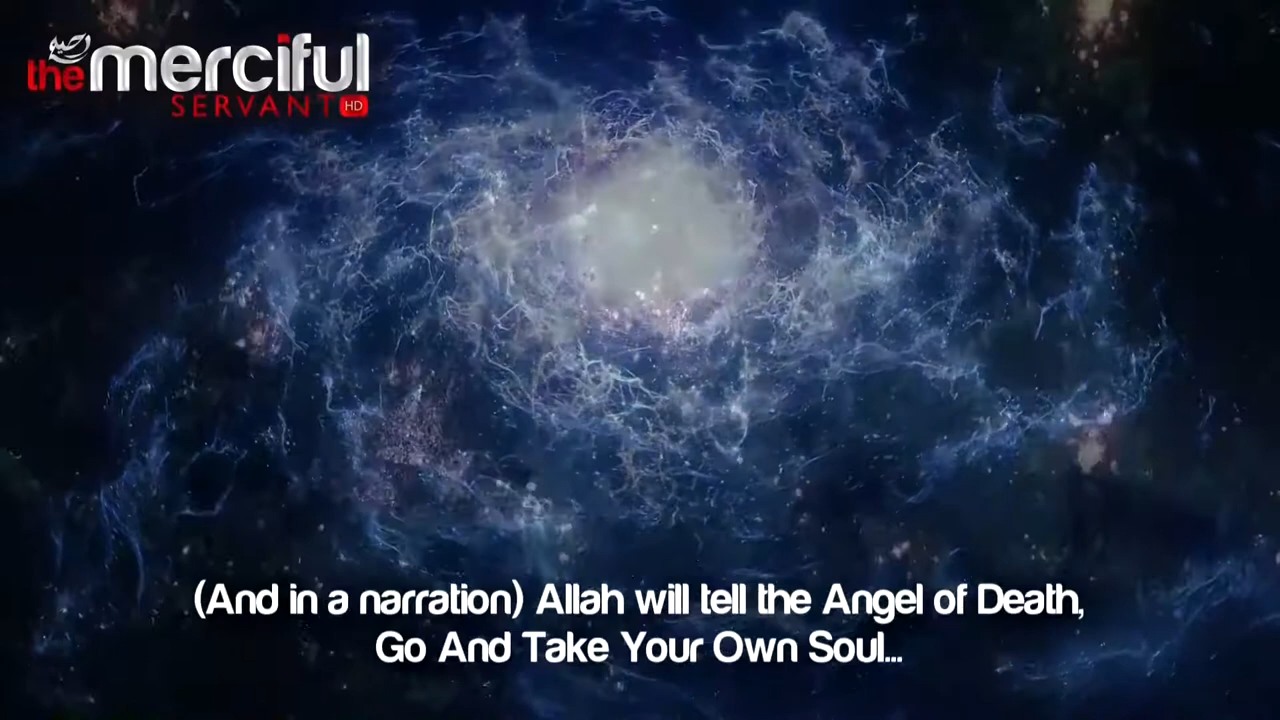 the merciful
SERVANT HD
(And in a narration) Allah will tell the Angel of Death,
Go And Take Your Own Soul...